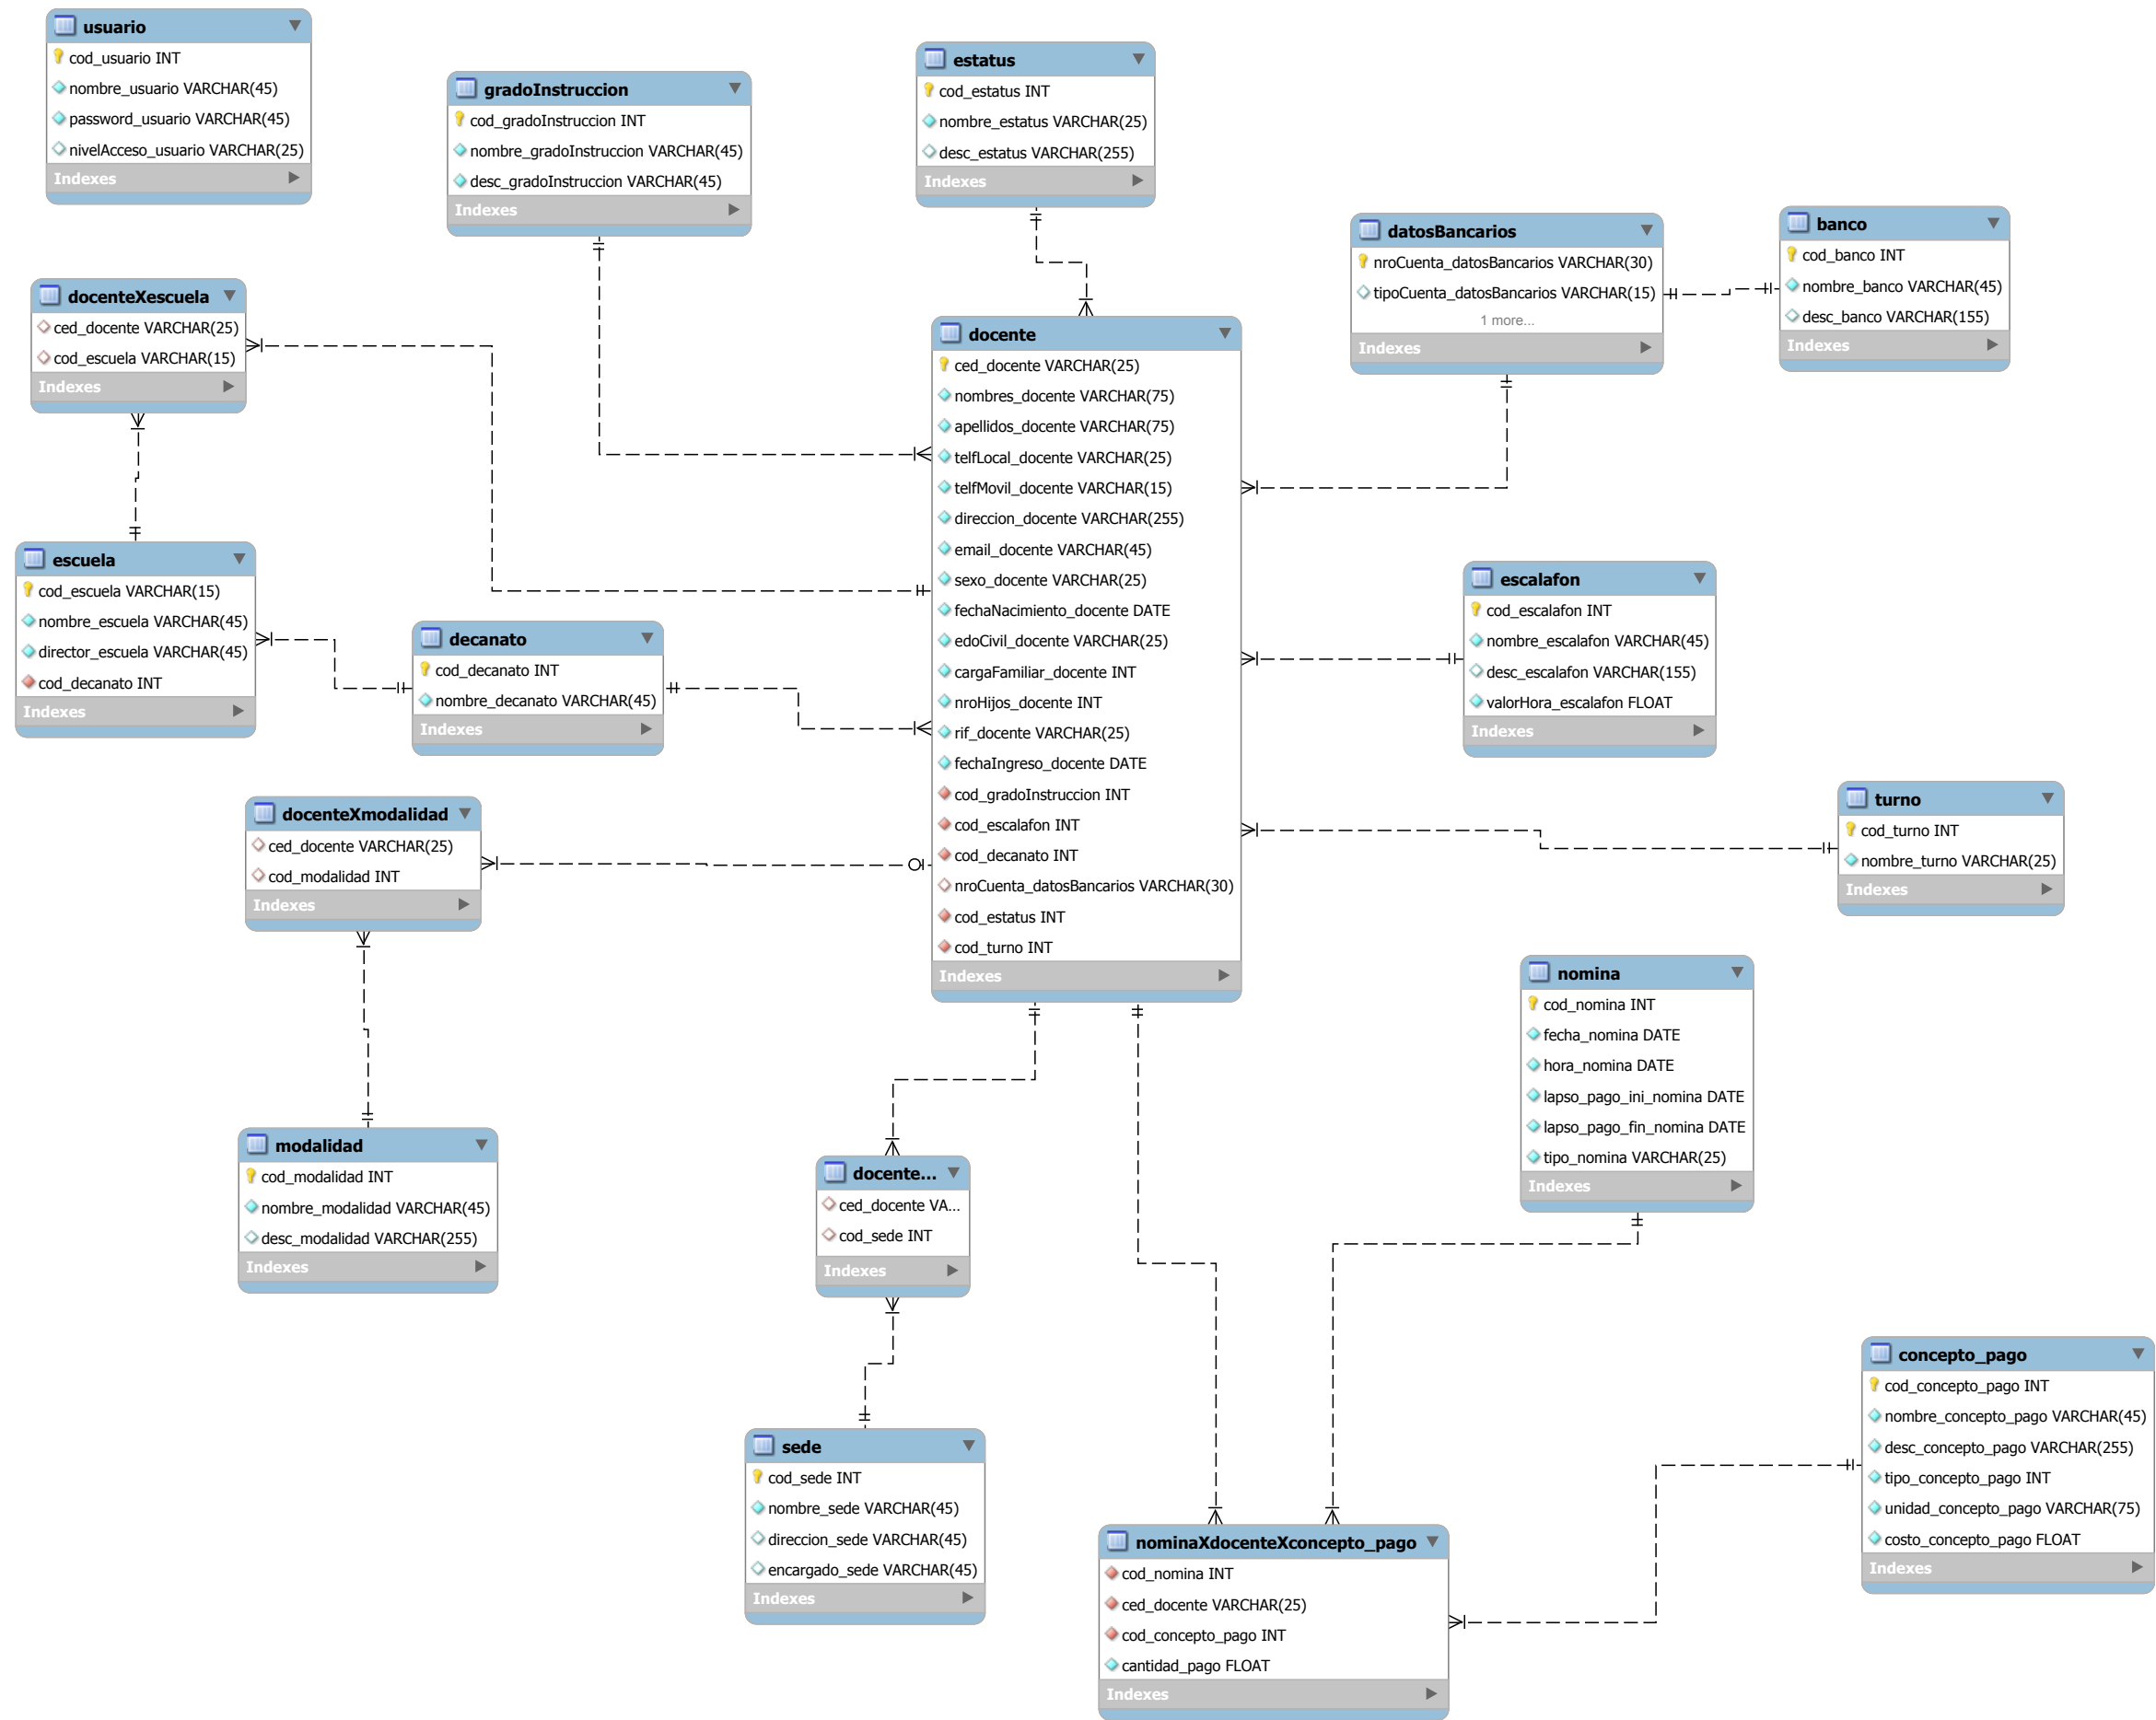 usuario
cod_usuario INT
nombre_usuario VARCHAR(45)
password_usuario VARCHAR(45)
nivelAcceso_usuario VARCHAR(25)
Indexes
gradoInstruccion
cod_gradoInstruccion INT
nombre_gradoInstruccion VARCHAR(45)
desc_gradoInstruccion VARCHAR(45)
Indexes
estatus
cod_estatus INT
nombre_estatus VARCHAR(25)
desc_estatus VARCHAR(255)
Indexes
datosBancarios
nroCuenta_datosBancarios VARCHAR(30)
tipoCuenta_datosBancarios VARCHAR(15)
1 more...
Indexes
banco
cod_banco INT
nombre_banco VARCHAR(45)
desc_banco VARCHAR(155)
Indexes
docenteXescuela
ced_docente VARCHAR(25)
cod_escuela VARCHAR(15)
Indexes
docente
ced_docente VARCHAR(25)
nombres_docente VARCHAR(75)
apellidos_docente VARCHAR(75)
telfLocal_docente VARCHAR(25)
telfMovil_docente VARCHAR(15)
direccion_docente VARCHAR(255)
email_docente VARCHAR(45)
sexo_docente VARCHAR(25)
fechaNacimiento_docente DATE
edoCivil_docente VARCHAR(25)
cargaFamiliar_docente INT
nroHijos_docente INT
rif_docente VARCHAR(25)
fechaIngreso_docente DATE
cod_gradoInstruccion INT
cod_escalafon INT
cod_decanato INT
nroCuenta_datosBancarios VARCHAR(30)
cod_estatus INT
cod_turno INT
Indexes
escuela
cod_escuela VARCHAR(15)
nombre_escuela VARCHAR(45)
director_escuela VARCHAR(45)
cod_decanato INT
Indexes
decanato
cod_decanato INT
nombre_decanato VARCHAR(45)
Indexes
escalafon
cod_escalafon INT
nombre_escalafon VARCHAR(45)
desc_escalafon VARCHAR(155)
valorHora_escalafon FLOAT
Indexes
turno
cod_turno INT
nombre_turno VARCHAR(25)
Indexes
docenteXmodalidad
ced_docente VARCHAR(25)
cod_modalidad INT
Indexes
nomina
cod_nomina INT
fecha_nomina DATE
hora_nomina DATE
lapso_pago_ini_nomina DATE
lapso_pago_fin_nomina DATE
tipo_nomina VARCHAR(25)
Indexes
modalidad
cod_modalidad INT
nombre_modalidad VARCHAR(45)
desc_modalidad VARCHAR(255)
Indexes
docente...
ced_docente VA...
cod_sede INT
Indexes
sede
cod_sede INT
nombre_sede VARCHAR(45)
direccion_sede VARCHAR(45)
encargado_sede VARCHAR(45)
Indexes
concepto_pago
cod_concepto_pago INT
nombre_concepto_pago VARCHAR(45)
desc_concepto_pago VARCHAR(255)
tipo_concepto_pago INT
unidad_concepto_pago VARCHAR(75)
costo_concepto_pago FLOAT
Indexes
nominaXdocenteXconcepto_pago
cod_nomina INT
ced_docente VARCHAR(25)
cod_concepto_pago INT
cantidad_pago FLOAT
Indexes